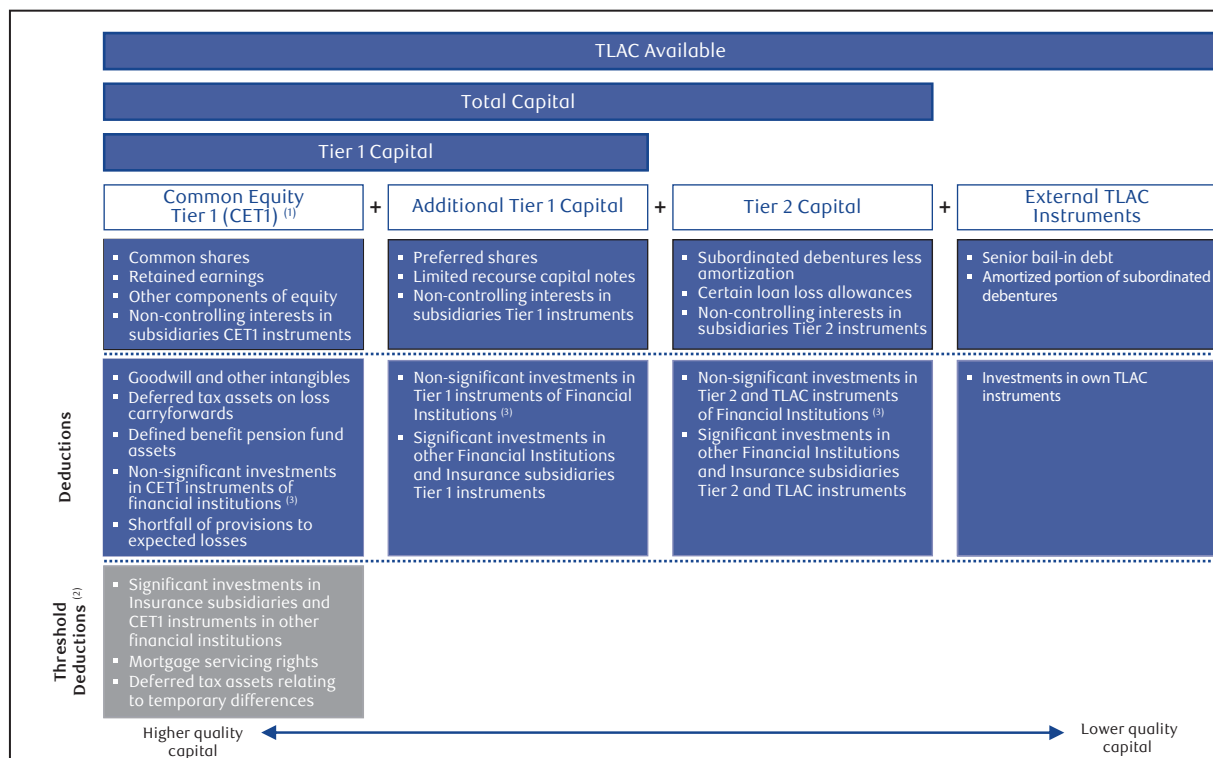 TLAC Available
Total Capital
Tier 1 Capital
Common Equity
Tier 1 (CET1) (1)
+
Additional Tier 1 Capital
+
Tier 2 Capital
+
External TLAC
Instruments
▪ Common shares
▪ Retained earnings
▪ Other components of equity
▪ Non-controlling interests in
subsidiaries CET1 instruments
▪ Preferred shares
▪ Limited recourse capital notes
▪ Non-controlling interests in
subsidiaries Tier 1 instruments
▪ Subordinated debentures less
amortization
▪ Certain loan loss allowances
▪ Non-controlling interests in
subsidiaries Tier 2 instruments
▪ Senior bail-in debt
▪ Amortized portion of subordinated
debentures
Deductions
▪ Goodwill and other intangibles
▪ Deferred tax assets on loss
carryforwards
▪ Defined benefit pension fund
assets
▪ Non-significant investments
in CET1 instruments of
financial institutions (3)
▪ Shortfall of provisions to
expected losses
▪ Non-significant investments in
Tier 1 instruments of Financial
Institutions (3)
▪ Significant investments in
other Financial Institutions
and Insurance subsidiaries
Tier 1 instruments
▪ Non-significant investments in
Tier 2 and TLAC instruments
of Financial Institutions (3)
▪ Significant investments in
other Financial Institutions
and Insurance subsidiaries
Tier 2 and TLAC instruments
▪ Investments in own TLAC
instruments
Threshold
Deductions (2)
▪ Significant investments in
Insurance subsidiaries and
CET1 instruments in other
financial institutions
▪ Mortgage servicing rights
▪ Deferred tax assets relating
to temporary differences
Higher quality
capital
Lower quality
capital